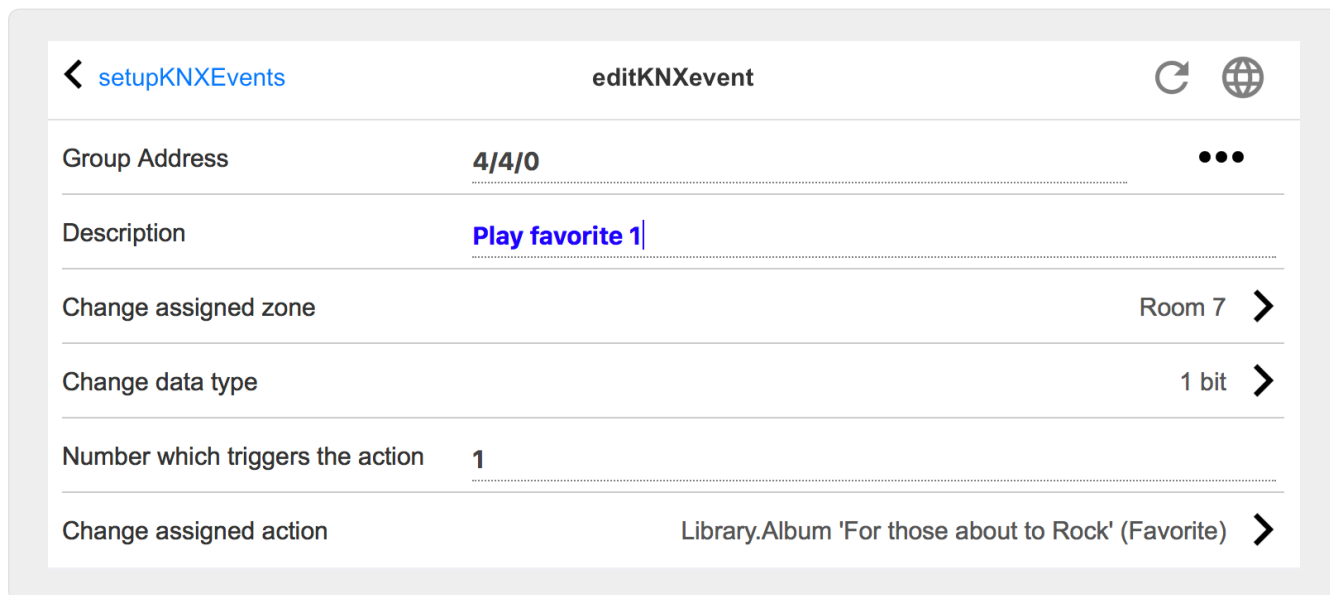 setupKNXEvents editKNXevent
Group Address 4/4/0
Description Play favorite 1
Change assigned zone Room 7
Change data type 1 bit
Number which triggers the action 1
Change assigned action Library.Album 'For those about to Rock' (Favorite)